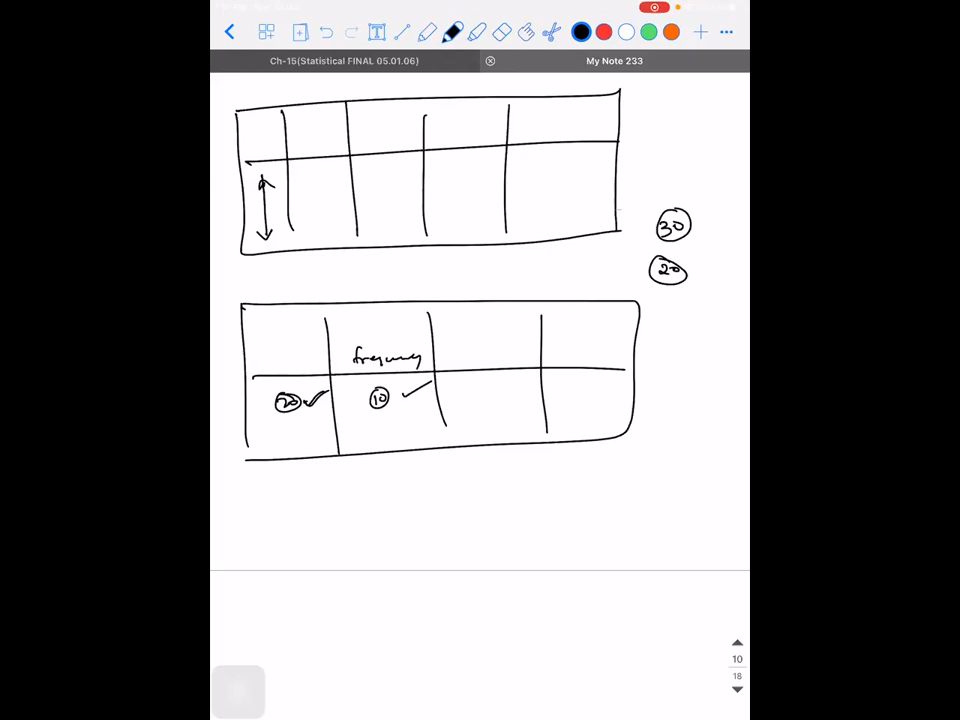 Ch-15(Statistical FINAL 05.01.06)
My Note 233
30
20
frequency
20
10
10
18